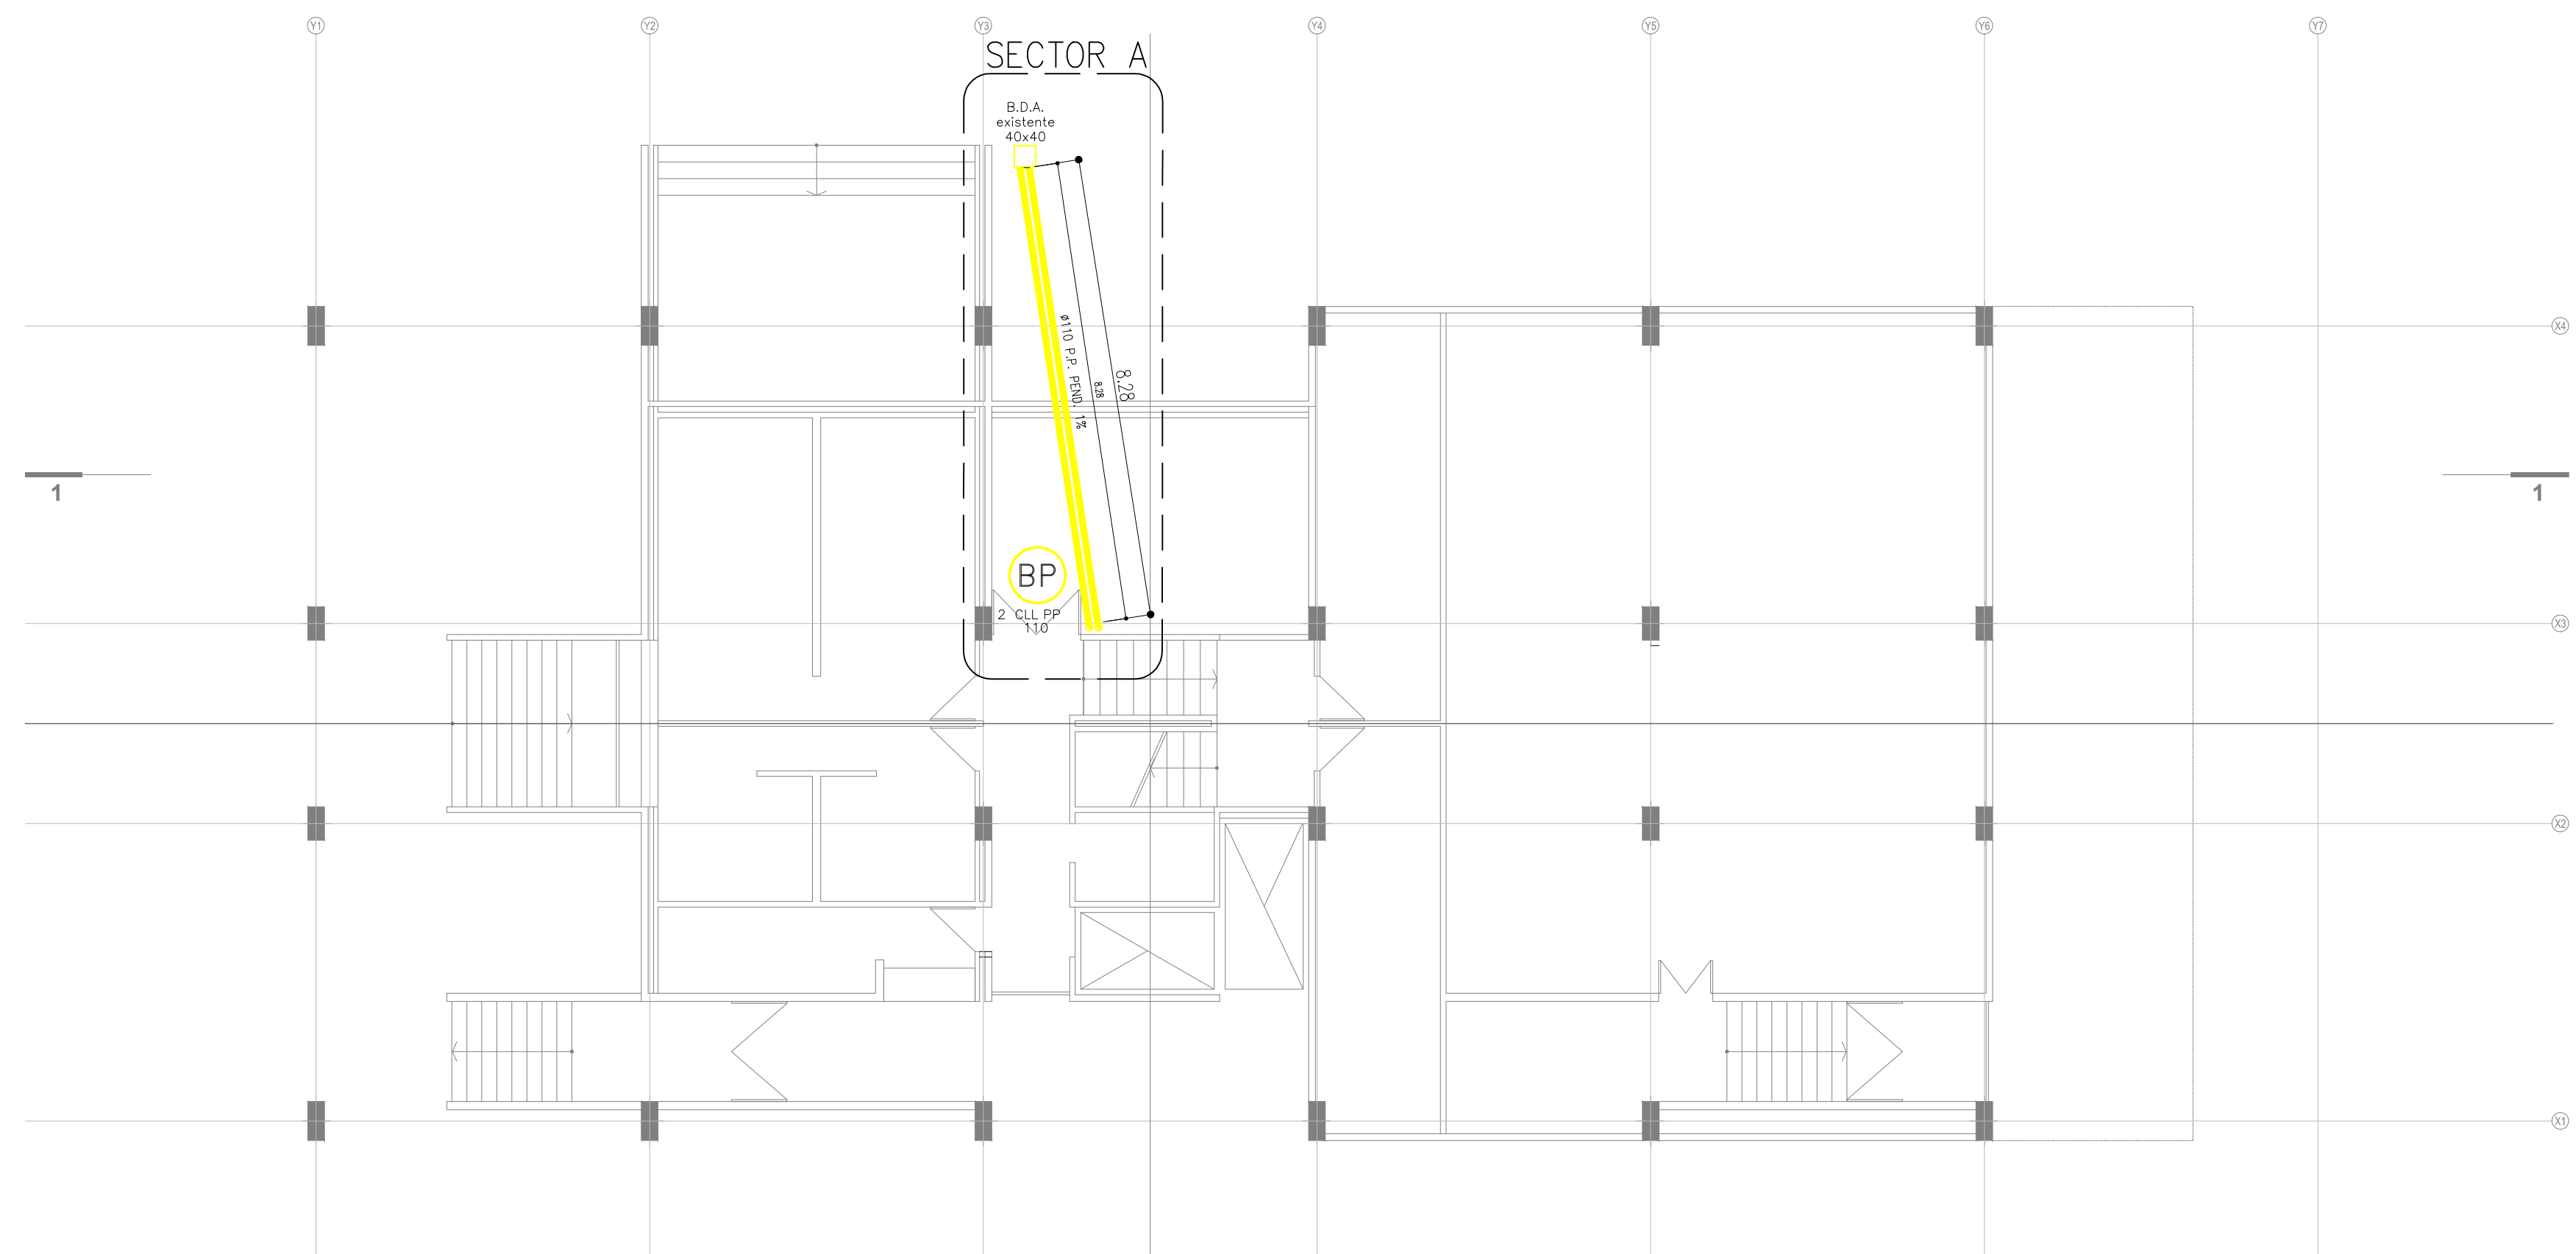 Y1
Y2
Y3
Y4
Y5
Y6
Y7
SECTOR A
B.D.A.
existente
40x40
X4
ø110 P.P. PEND. 1%
8.28
8.28
1
1
BP
2 CLL PP
110
X3
X2
X1